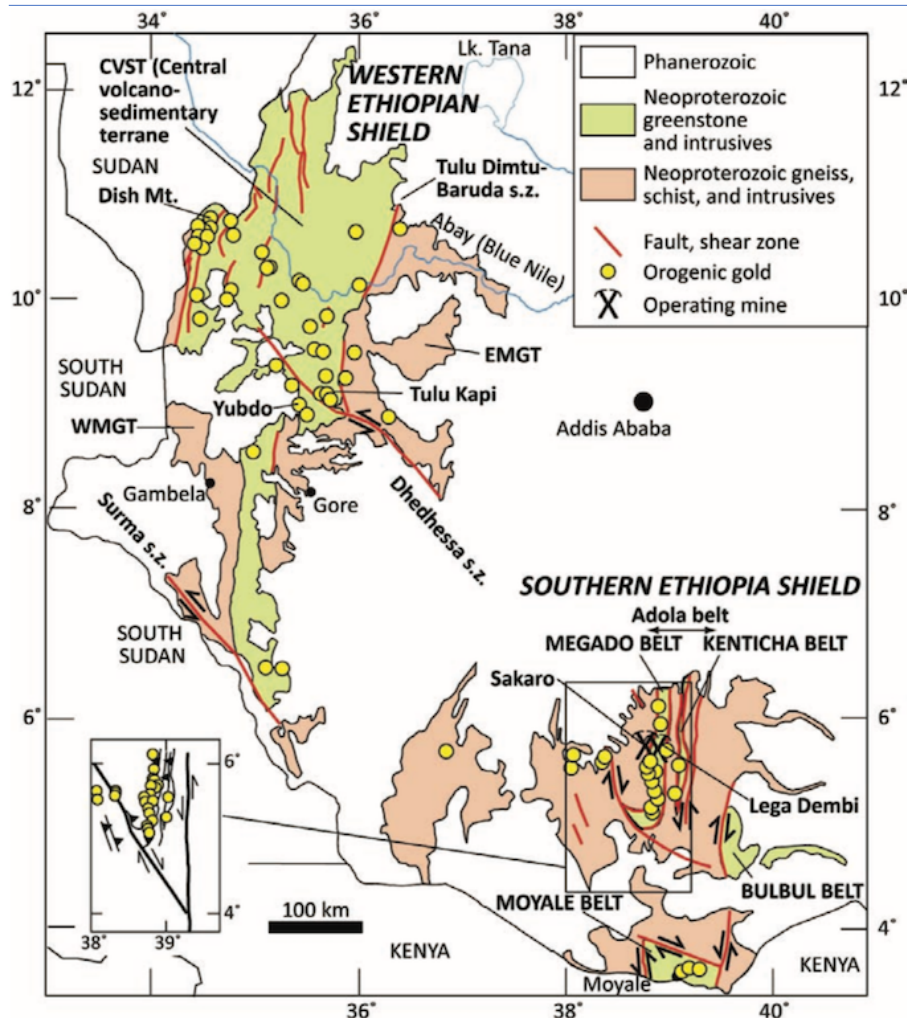 34°
36°
38°
40°
12°
10°
8°
6°
4°
12°
10°
8°
6°
4°
34°
36°
38°
40°
Lk. Tana
CVST (Central
volcano-
sedimentary
terrane
WESTERN
ETHIOPIAN
SHIELD
SUDAN
Dish Mt.
Tulu Dimtu-
Baruda s.z.
Abay (Blue Nile)
Phanerozoic
Neoproterozoic
greenstone
and intrusives
Neoproterozoic gneiss,
schist, and intrusives
Fault, shear zone
Orogenic gold
Operating mine
SOUTH
SUDAN
EMGT
Tulu Kapi
Yubdo
WMGT
Addis Ababa
Gambela
Gore
Dhedhessa s.z.
Surma s.z.
SOUTH
SUDAN
SOUTHERN ETHIOPIA SHIELD
Adola belt
MEGADO BELT
KENTICHA BELT
Sakaro
Lega Dembi
BULBUL BELT
MOYALE BELT
Moyale
KENYA
KENYA
100 km
6°
4°
38°
39°